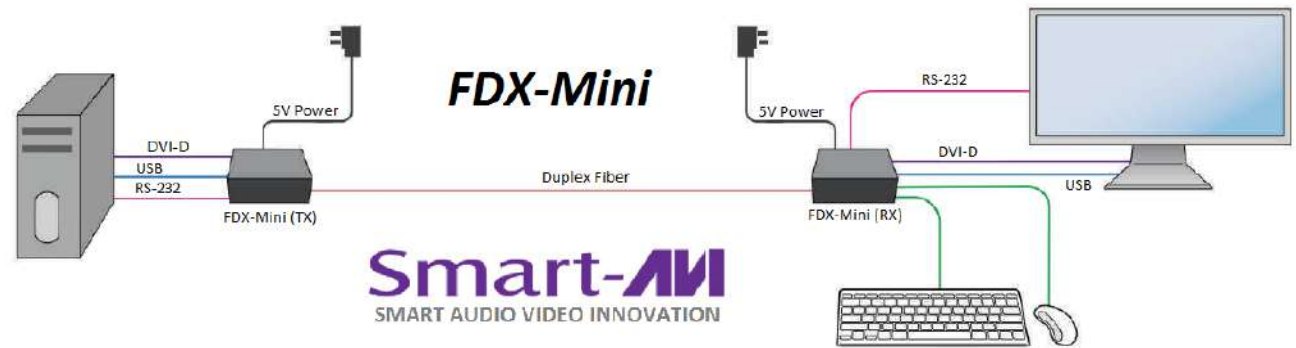 FDX-Mini
5V Power
5V Power
RS-232
DVI-D
USB
RS-232
FDX-Mini (TX)
Duplex Fiber
DVI-D
USB
FDX-Mini (RX)
Smart-AVI
SMART AUDIO VIDEO INNOVATION